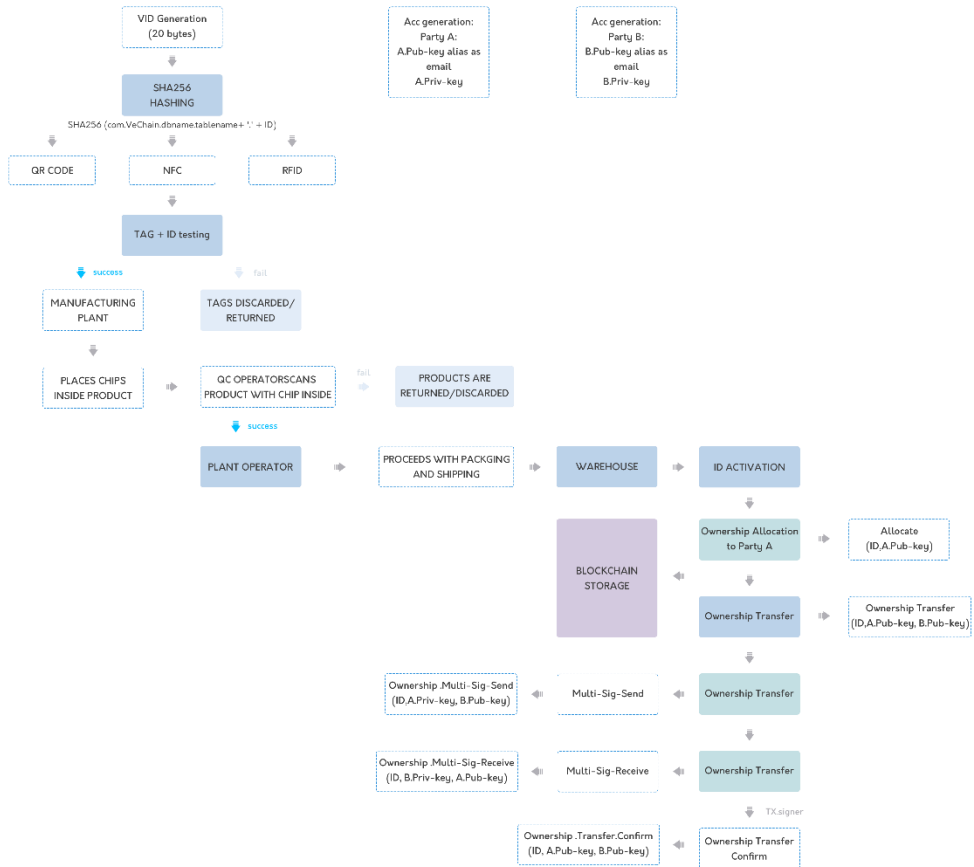 VID Generation
(20 bytes)
Acc generation:
Party A:
A.Pub-key alias as
email
A.Priv-key
Acc generation:
Party B:
B.Pub-key alias as
email
B.Priv-key
SHA256
HASHING
SHA256 (com.VeChain.dbname.tablename+ '.' + ID)
QR CODE
NFC
RFID
TAG + ID testing
success
fail
MANUFACTURING
PLANT
TAGS DISCARDED/
RETURNED
PLACES CHIPS
INSIDE PRODUCT
QC OPERATORSCANS
PRODUCT WITH CHIP INSIDE
fail
PRODUCTS ARE
RETURNED/DISCARDED
success
PLANT OPERATOR
PROCEEDS WITH PACKGING
AND SHIPPING
WAREHOUSE
ID ACTIVATION
Ownership Allocation
to Party A
Allocate
(ID,A.Pub-key)
BLOCKCHAIN
STORAGE
Ownership Transfer
Ownership Transfer
(ID,A.Pub-key, B.Pub-key)
Ownership .Multi-Sig-Send
(ID,A.Priv-key, B.Pub-key)
Multi-Sig-Send
Ownership Transfer
Ownership .Multi-Sig-Receive
(ID, B.Priv-key, A.Pub-key)
Multi-Sig-Receive
Ownership Transfer
TX.signer
Ownership .Transfer.Confirm
(ID, A.Pub-key, B.Pub-key)
Ownership Transfer
Confirm